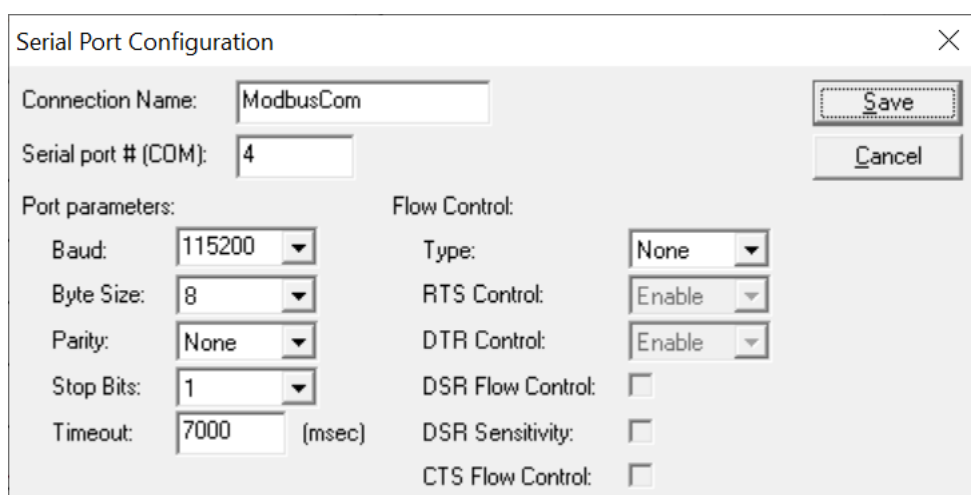 Serial Port Configuration
Connection Name: ModbusCom Save
Serial port # (COM): 4 Cancel
Port parameters: Flow Control:
Baud: 115200 Type: None
Byte Size: 8 RTS Control: Enable
Parity: None DTR Control: Enable
Stop Bits: 1 DSR Flow Control:
Timeout: 7000 (msec) DSR Sensitivity:
CTS Flow Control: